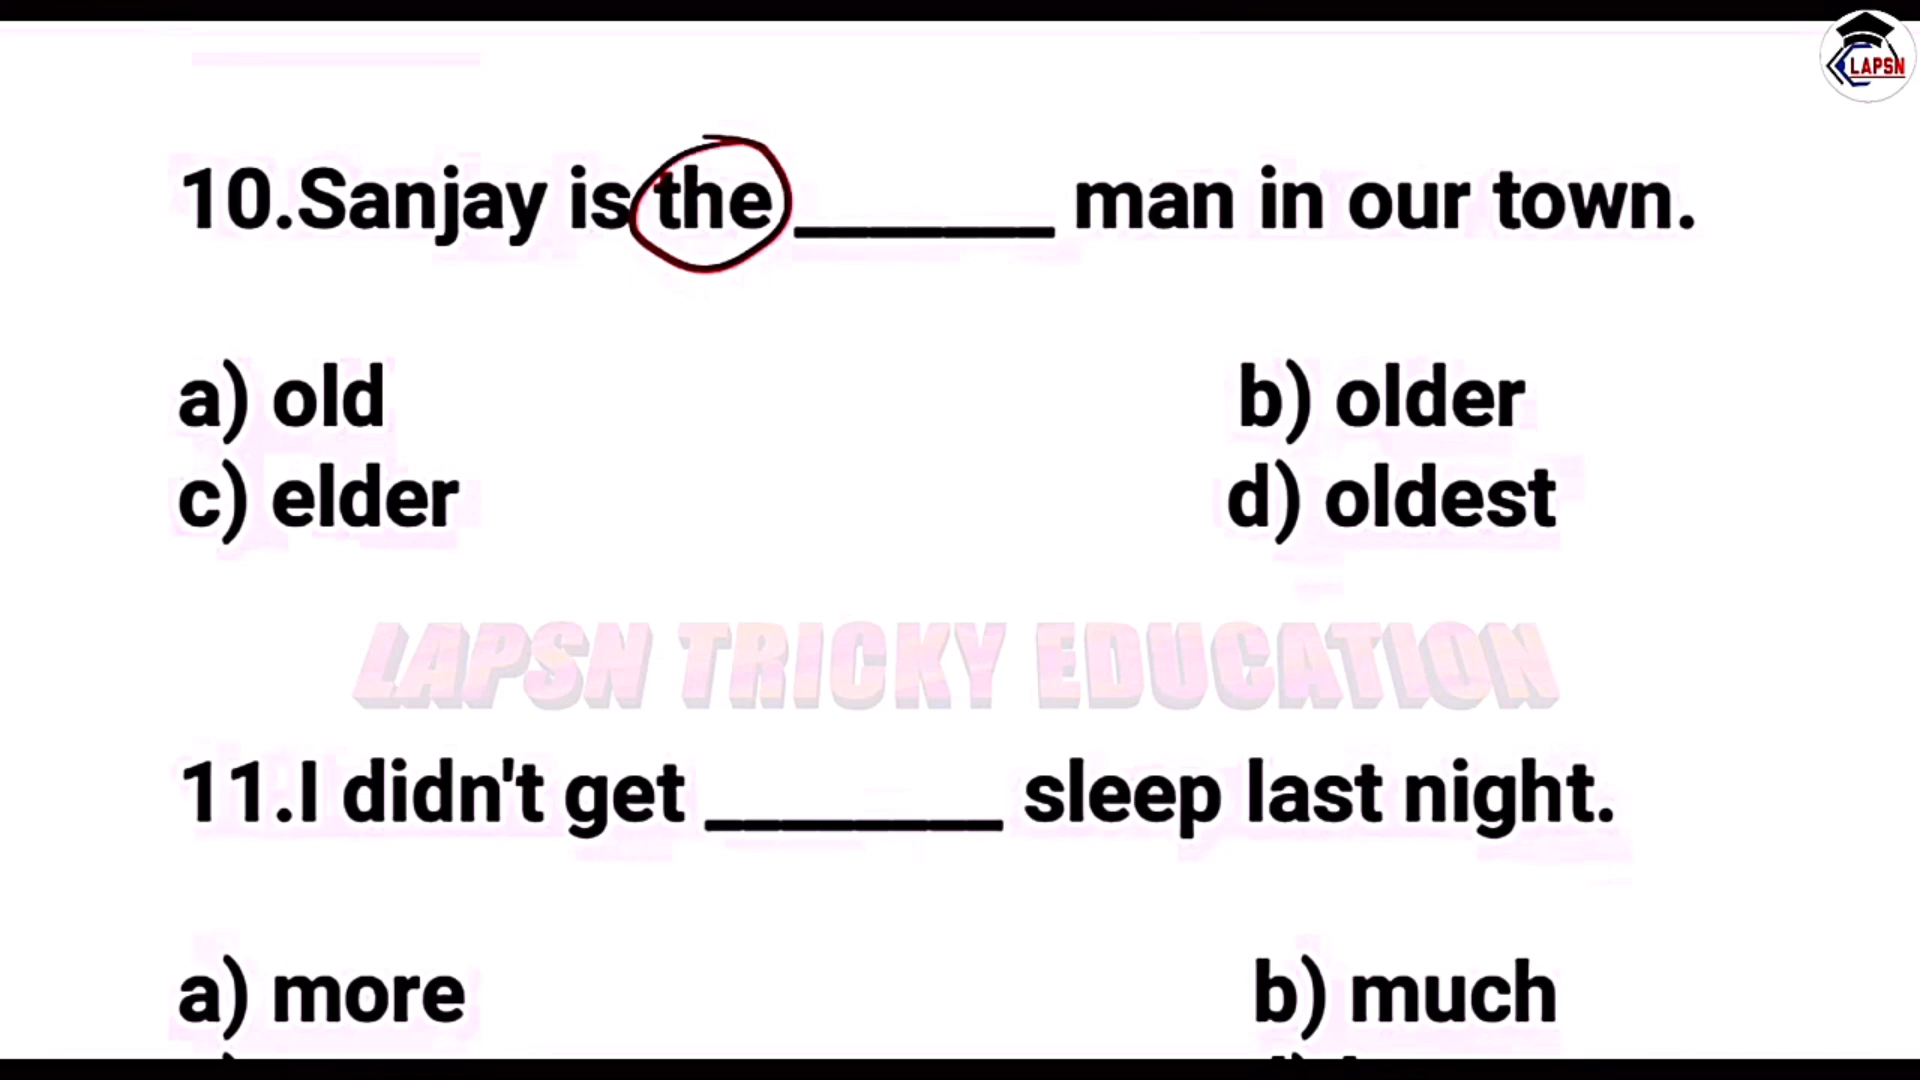 LAPSN
10.Sanjay is the _______ man in our town.
a) old b) older
c) elder d) oldest
LAPSN TRICKY EDUCATION
11.I didn't get ________ sleep last night.
a) more b) much